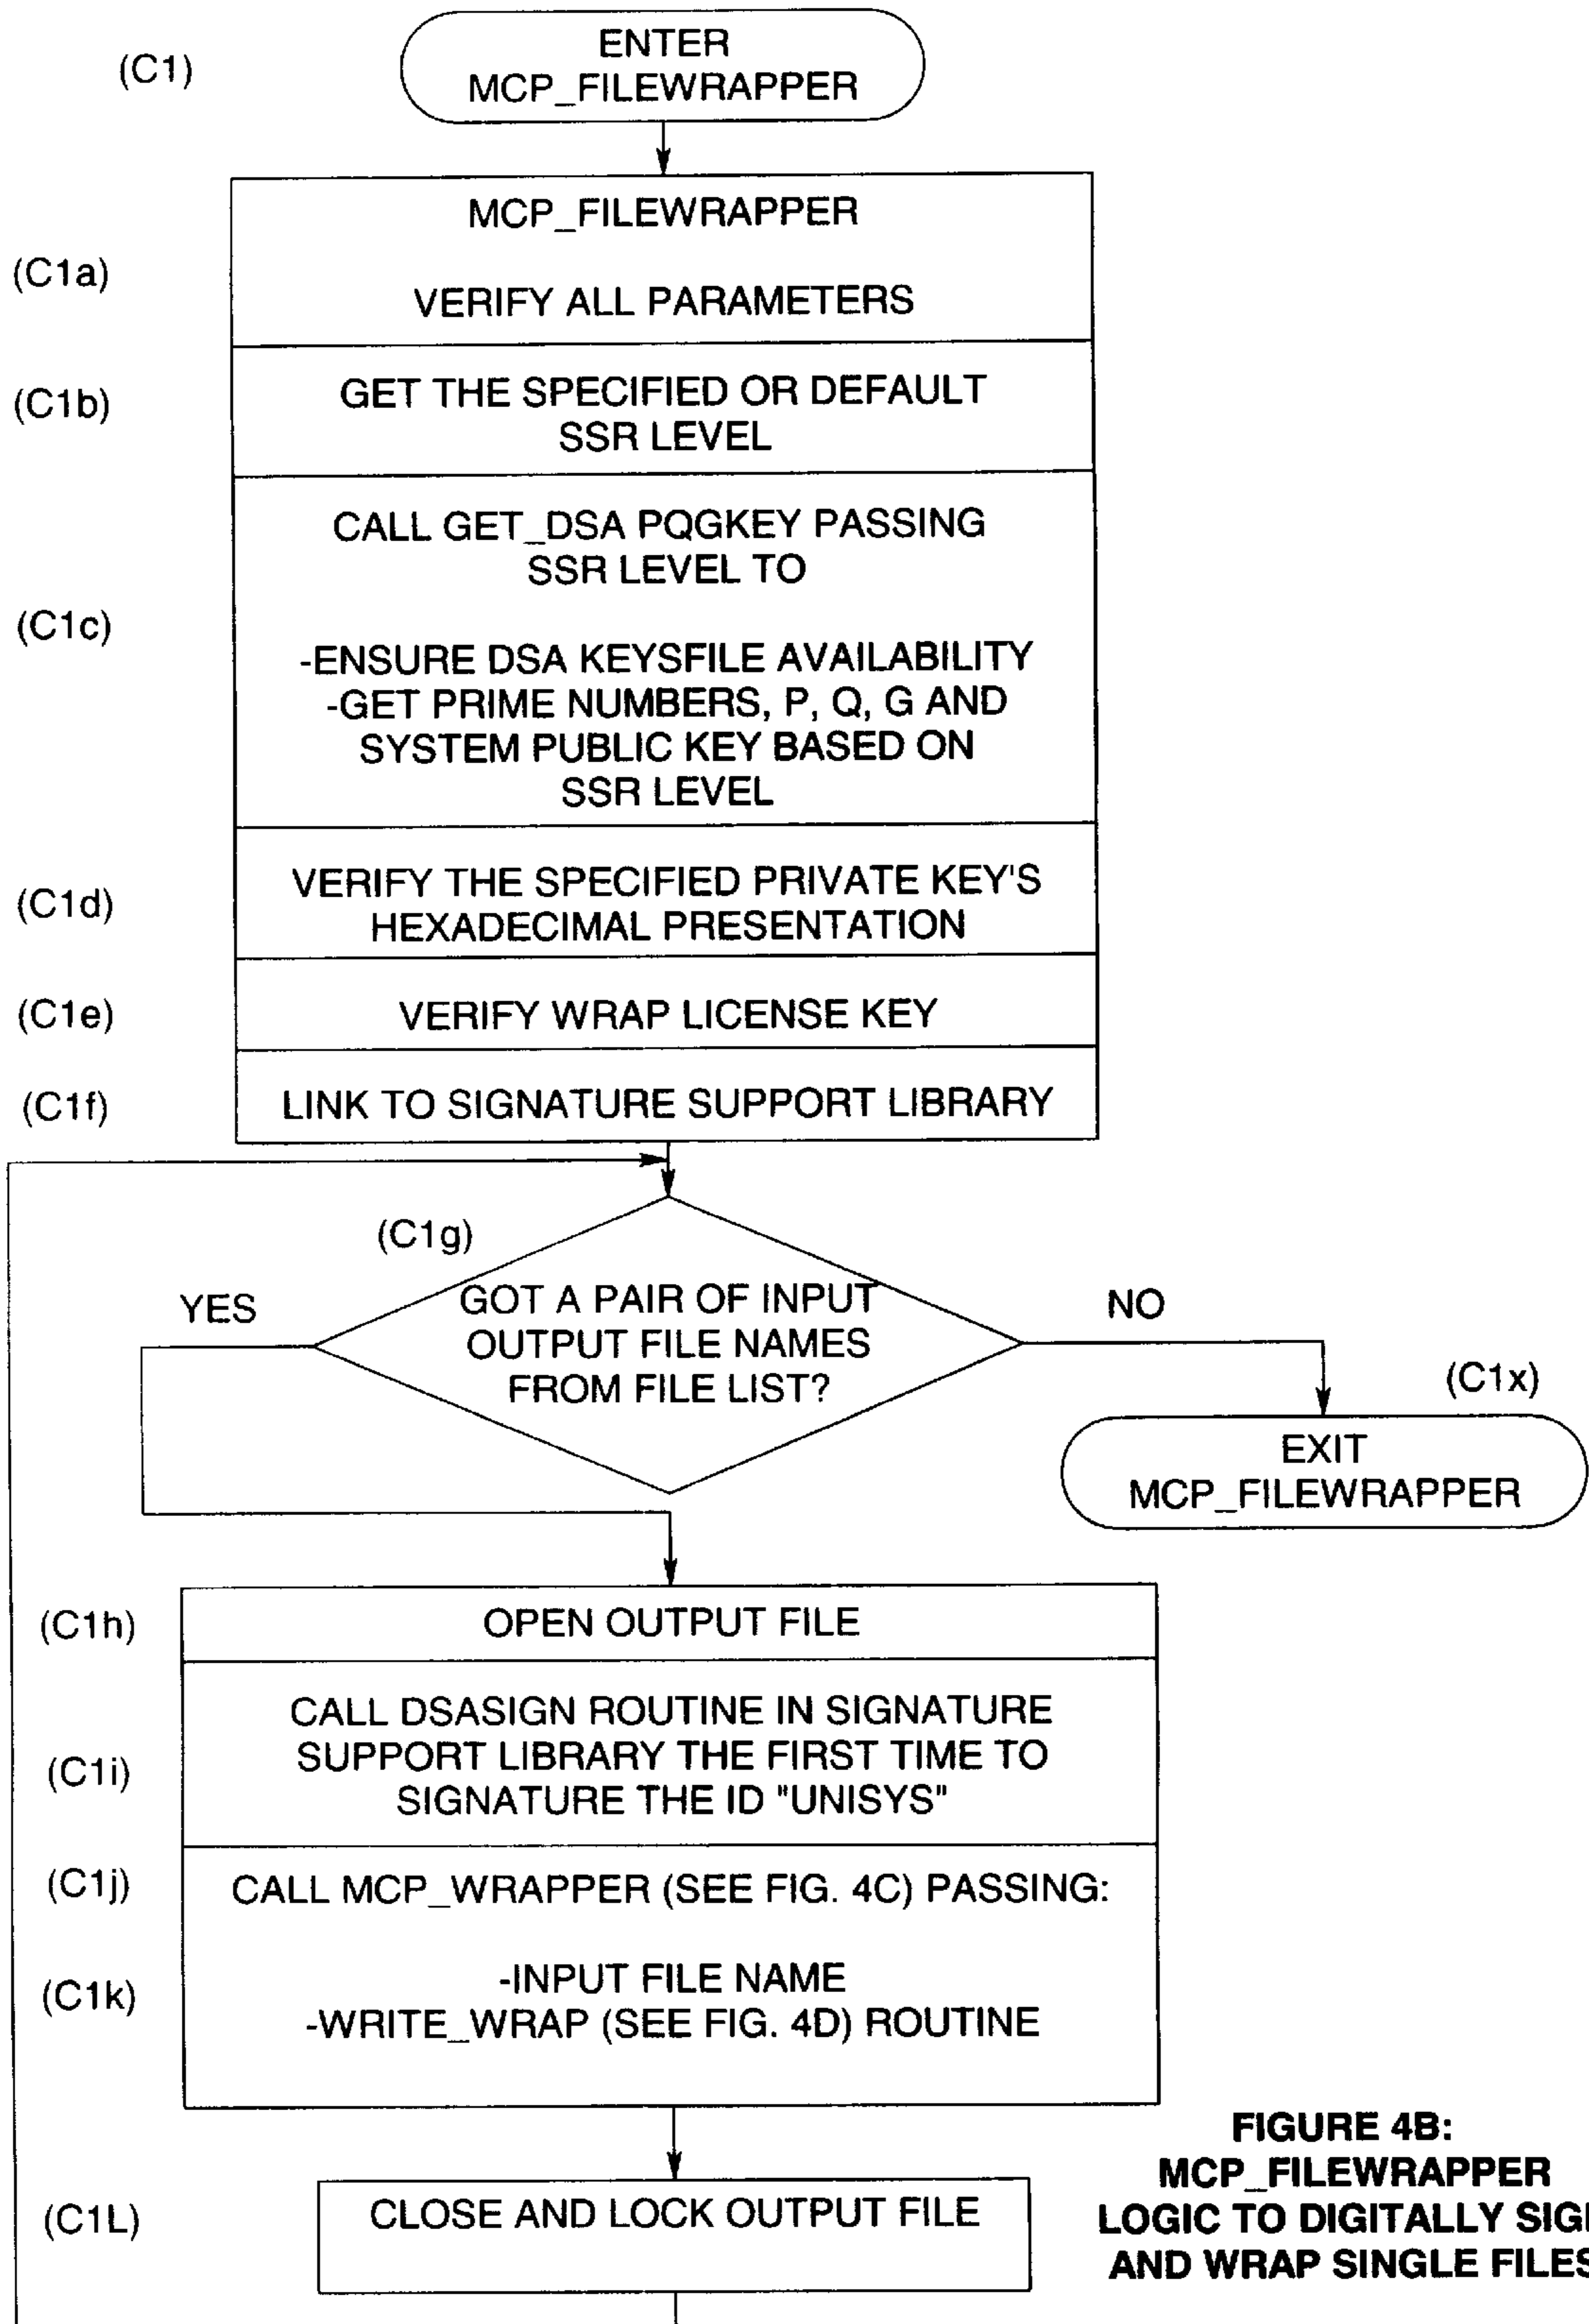 (C1)
ENTER
MCP_FILEWRAPPER
MCP_FILEWRAPPER
(C1a)
VERIFY ALL PARAMETERS
(C1b)
GET THE SPECIFIED OR DEFAULT
SSR LEVEL
CALL GET_DSA PQGKEY PASSING
SSR LEVEL TO
(C1c)
-ENSURE DSA KEYSFILE AVAILABILITY
-GET PRIME NUMBERS, P, Q, G AND
SYSTEM PUBLIC KEY BASED ON
SSR LEVEL
(C1d)
VERIFY THE SPECIFIED PRIVATE KEY'S
HEXADECIMAL PRESENTATION
(C1e)
VERIFY WRAP LICENSE KEY
(C1f)
LINK TO SIGNATURE SUPPORT LIBRARY
(C1g)
YES
GOT A PAIR OF INPUT
OUTPUT FILE NAMES
FROM FILE LIST?
NO
(C1x)
EXIT
MCP_FILEWRAPPER
(C1h)
OPEN OUTPUT FILE
(C1i)
CALL DSASIGN ROUTINE IN SIGNATURE
SUPPORT LIBRARY THE FIRST TIME TO
SIGNATURE THE ID "UNISYS"
(C1j)
CALL MCP_WRAPPER (SEE FIG. 4C) PASSING:
(C1k)
-INPUT FILE NAME
-WRITE_WRAP (SEE FIG. 4D) ROUTINE
(C1L)
CLOSE AND LOCK OUTPUT FILE
FIGURE 4B:
MCP_FILEWRAPPER
LOGIC TO DIGITALLY SIG
AND WRAP SINGLE FILES